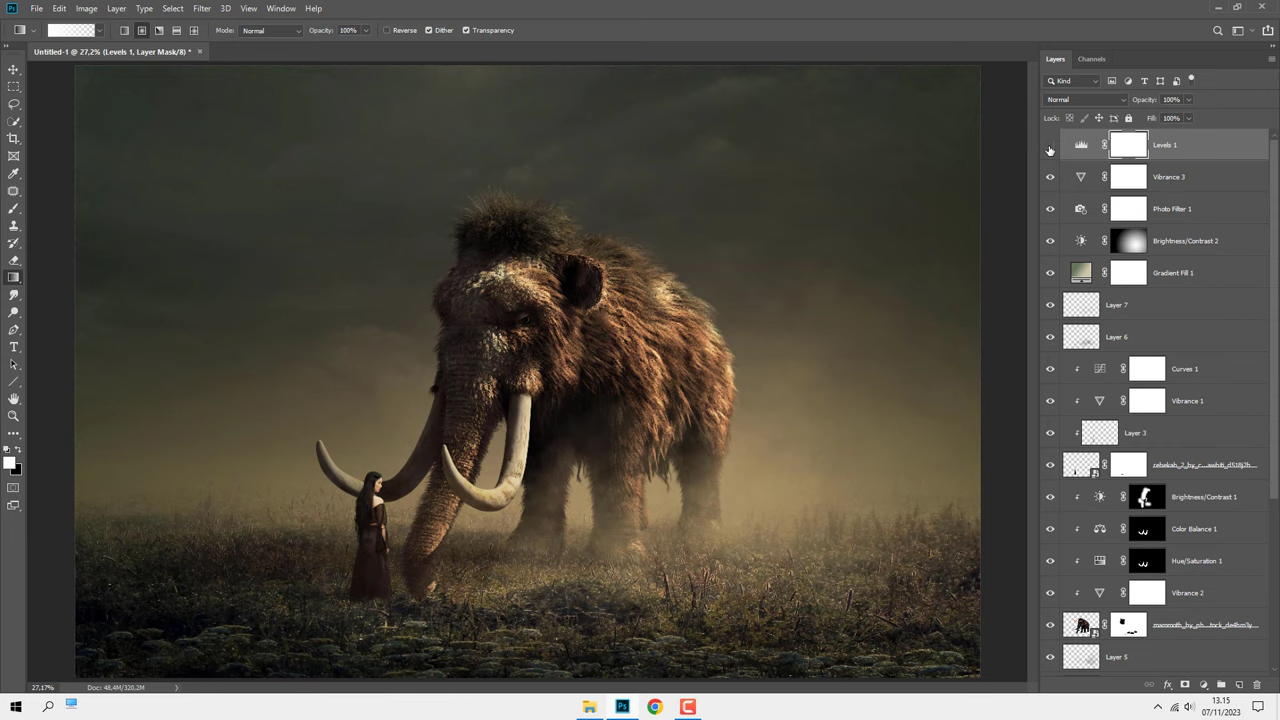 Ps File Edit Image Layer Type Select Filter 3D View Window Help
Mode: Normal Opacity: 100% Reverse Dither Transparency
Untitled-1 @ 27,2% (Levels 1, Layer Mask/8) *
Layers Channels
Kind
Normal Opacity: 100%
Lock: Fill: 100%
Levels 1
Vibrance 3
Photo Filter 1
Brightness/Contrast 2
Gradient Fill 1
Layer 7
Layer 6
Curves 1
Vibrance 1
Layer 3
Brightness/Contrast 1
Color Balance 1
Hue/Saturation 1
Vibrance 2
Layer 5
27,17% Doc: 48,4M/320,2M
fx
Ps
13.15
07/11/2023